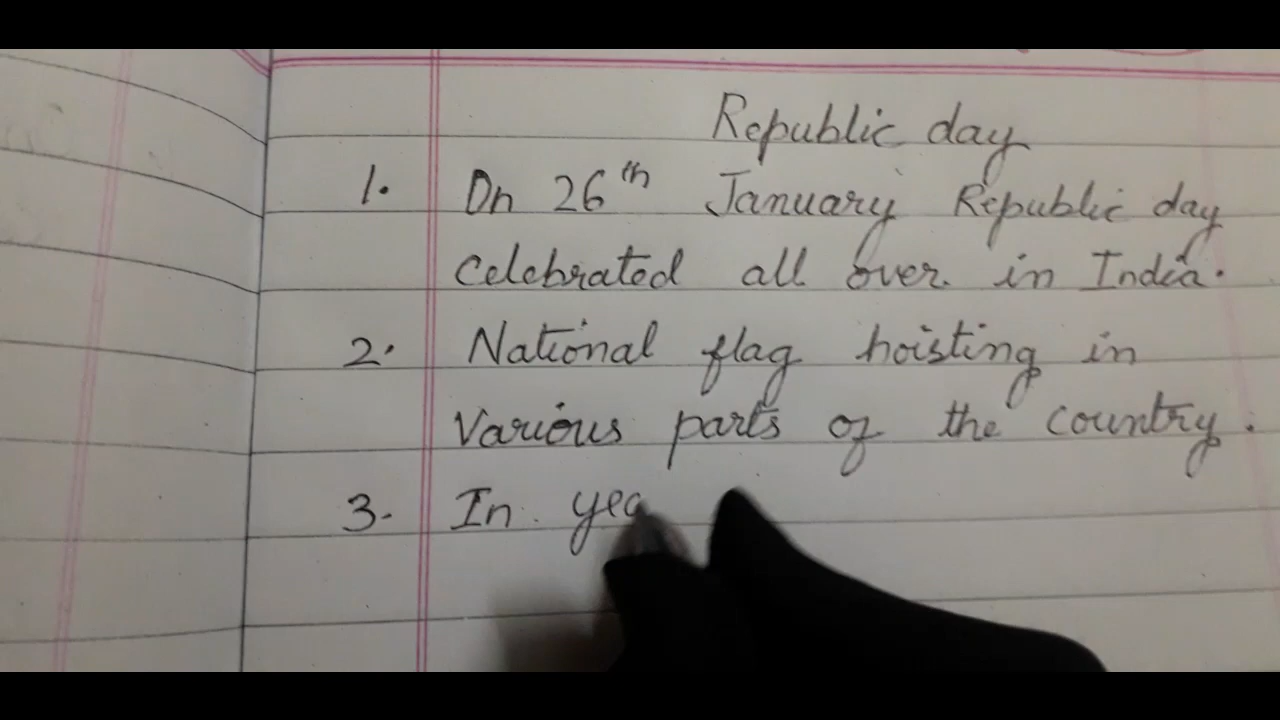 Republic day
1. On 26th January Republic day
celebrated all over in India.
2. National flag hoisting in
various parts of the country.
3. In yea